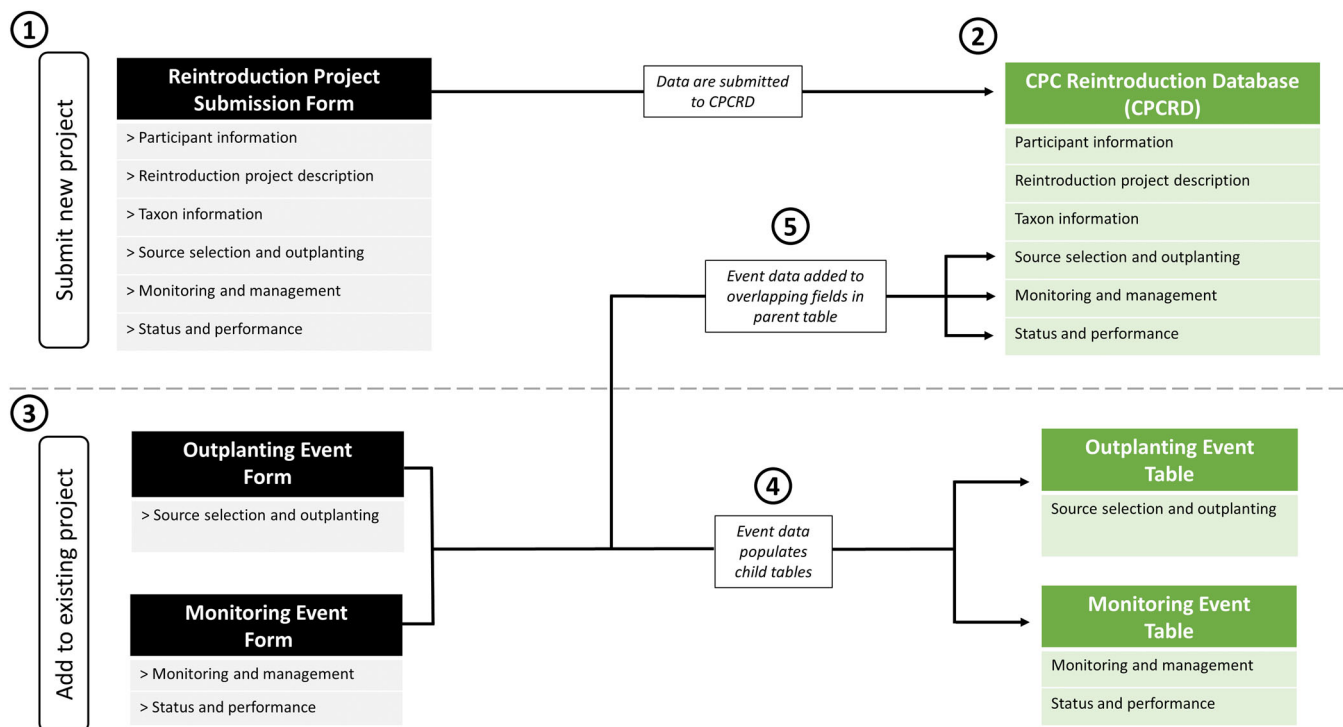 1
Submit new project
Reintroduction Project
Submission Form
> Participant information
> Reintroduction project description
> Taxon information
> Source selection and outplanting
> Monitoring and management
> Status and performance
Data are submitted
to CPCRD
2
CPC Reintroduction Database
(CPCRD)
Participant information
Reintroduction project description
Taxon information
Source selection and outplanting
Monitoring and management
Status and performance
5
Event data added to
overlapping fields in
parent table
3
Add to existing project
Outplanting Event
Form
> Source selection and outplanting
Monitoring Event
Form
> Monitoring and management
> Status and performance
4
Event data
populates
child tables
Outplanting Event
Table
Source selection and outplanting
Monitoring Event
Table
Monitoring and management
Status and performance